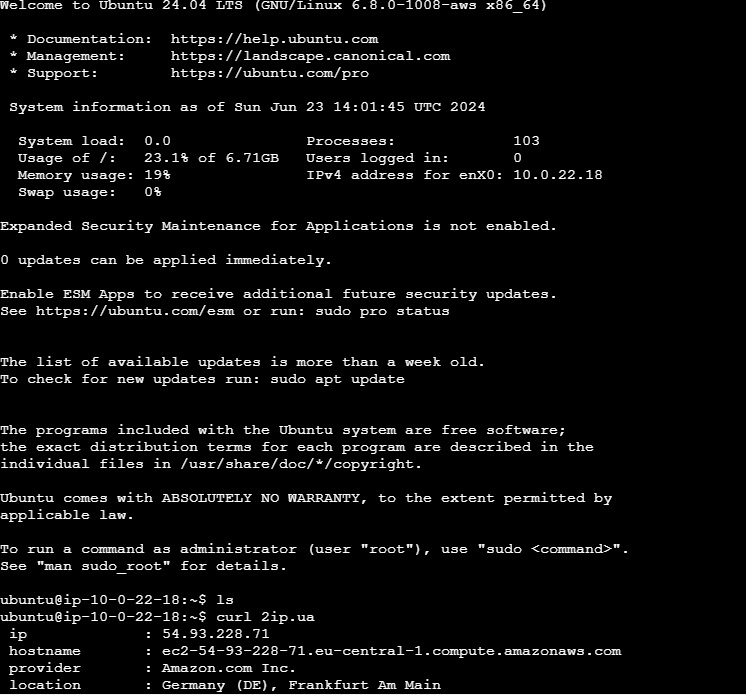 Welcome to Ubuntu 24.04 LTS (GNU/Linux 6.8.0-1008-aws x86_64)
* Documentation:  https://help.ubuntu.com
* Management:     https://landscape.canonical.com
* Support:        https://ubuntu.com/pro
System information as of Sun Jun 23 14:01:45 UTC 2024
System load:  0.0               Processes:             103
Usage of /:   23.1% of 6.71GB   Users logged in:       0
Memory usage: 19%               IPv4 address for enX0: 10.0.22.18
Swap usage:   0%
Expanded Security Maintenance for Applications is not enabled.
0 updates can be applied immediately.
Enable ESM Apps to receive additional future security updates.
See https://ubuntu.com/esm or run: sudo pro status
The list of available updates is more than a week old.
To check for new updates run: sudo apt update
The programs included with the Ubuntu system are free software;
the exact distribution terms for each program are described in the
individual files in /usr/share/doc/*/copyright.
Ubuntu comes with ABSOLUTELY NO WARRANTY, to the extent permitted by
applicable law.
To run a command as administrator (user "root"), use "sudo <command>".
See "man sudo_root" for details.
ubuntu@ip-10-0-22-18:~$ ls
ubuntu@ip-10-0-22-18:~$ curl 2ip.ua
ip             : 54.93.228.71
hostname       : ec2-54-93-228-71.eu-central-1.compute.amazonaws.com
provider       : Amazon.com Inc.
location       : Germany (DE), Frankfurt Am Main